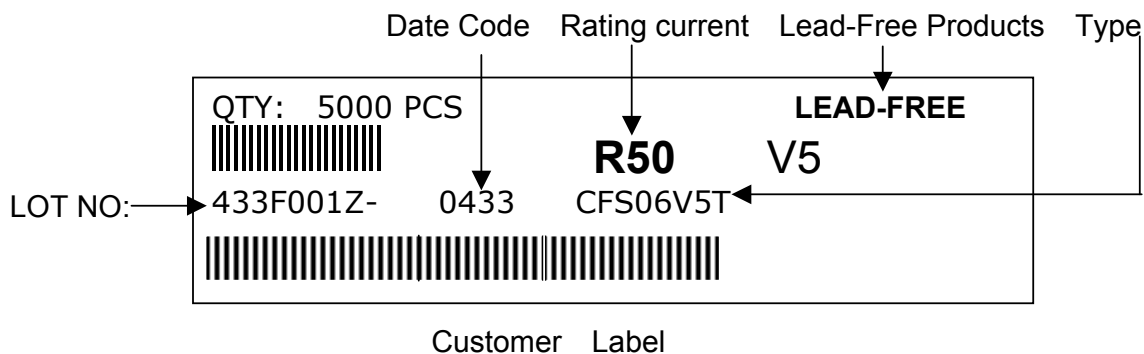 Date Code Rating current Lead-Free Products Type
QTY: 5000 PCS LEAD-FREE
R50 V5
LOT NO: 433F001Z- 0433 CFS06V5T
Customer Label